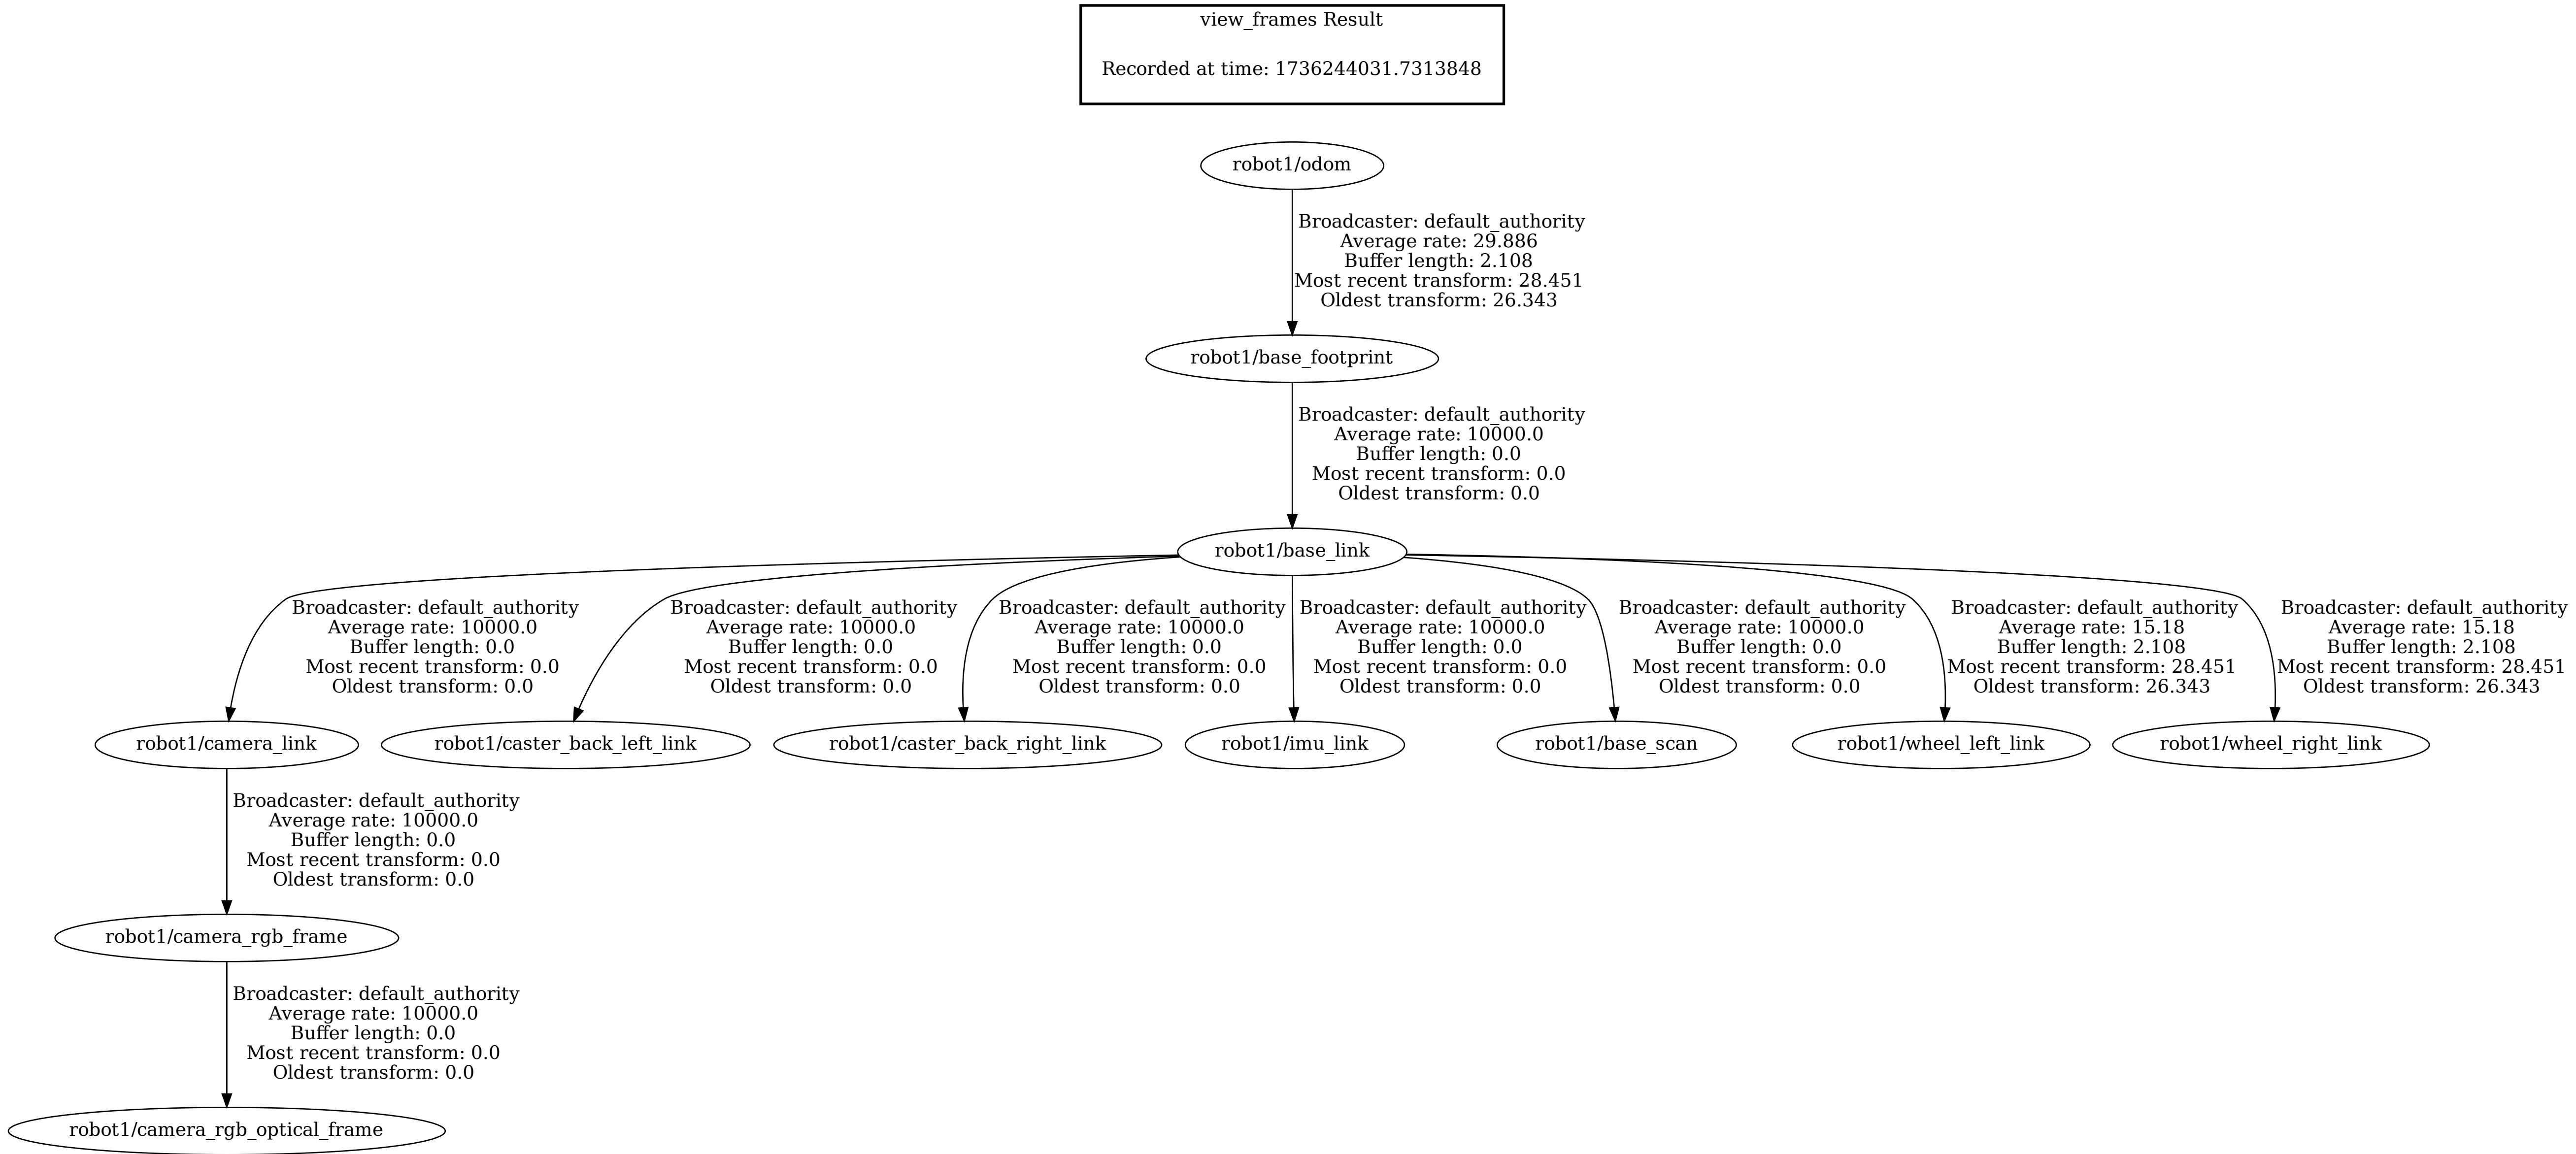 view_frames Result
Recorded at time: 1736244031.7313848
robot1/odom
Broadcaster: default_authority
Average rate: 29.886
Buffer length: 2.108
Most recent transform: 28.451
Oldest transform: 26.343
robot1/base_footprint
Broadcaster: default_authority
Average rate: 10000.0
Buffer length: 0.0
Most recent transform: 0.0
Oldest transform: 0.0
robot1/base_link
Broadcaster: default_authority
Average rate: 10000.0
Buffer length: 0.0
Most recent transform: 0.0
Oldest transform: 0.0
Broadcaster: default_authority
Average rate: 10000.0
Buffer length: 0.0
Most recent transform: 0.0
Oldest transform: 0.0
Broadcaster: default_authority
Average rate: 10000.0
Buffer length: 0.0
Most recent transform: 0.0
Oldest transform: 0.0
Broadcaster: default_authority
Average rate: 10000.0
Buffer length: 0.0
Most recent transform: 0.0
Oldest transform: 0.0
Broadcaster: default_authority
Average rate: 10000.0
Buffer length: 0.0
Most recent transform: 0.0
Oldest transform: 0.0
Broadcaster: default_authority
Average rate: 15.18
Buffer length: 2.108
Most recent transform: 28.451
Oldest transform: 26.343
Broadcaster: default_authority
Average rate: 15.18
Buffer length: 2.108
Most recent transform: 28.451
Oldest transform: 26.343
robot1/camera_link
robot1/caster_back_left_link
robot1/caster_back_right_link
robot1/imu_link
robot1/base_scan
robot1/wheel_left_link
robot1/wheel_right_link
Broadcaster: default_authority
Average rate: 10000.0
Buffer length: 0.0
Most recent transform: 0.0
Oldest transform: 0.0
robot1/camera_rgb_frame
Broadcaster: default_authority
Average rate: 10000.0
Buffer length: 0.0
Most recent transform: 0.0
Oldest transform: 0.0
robot1/camera_rgb_optical_frame